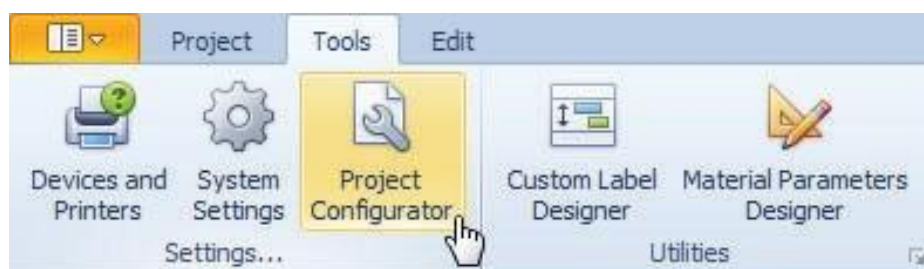 Project Tools Edit
Devices and System Project Custom Label Material Parameters
Printers Settings Configurator Designer Designer
Settings... Utilities